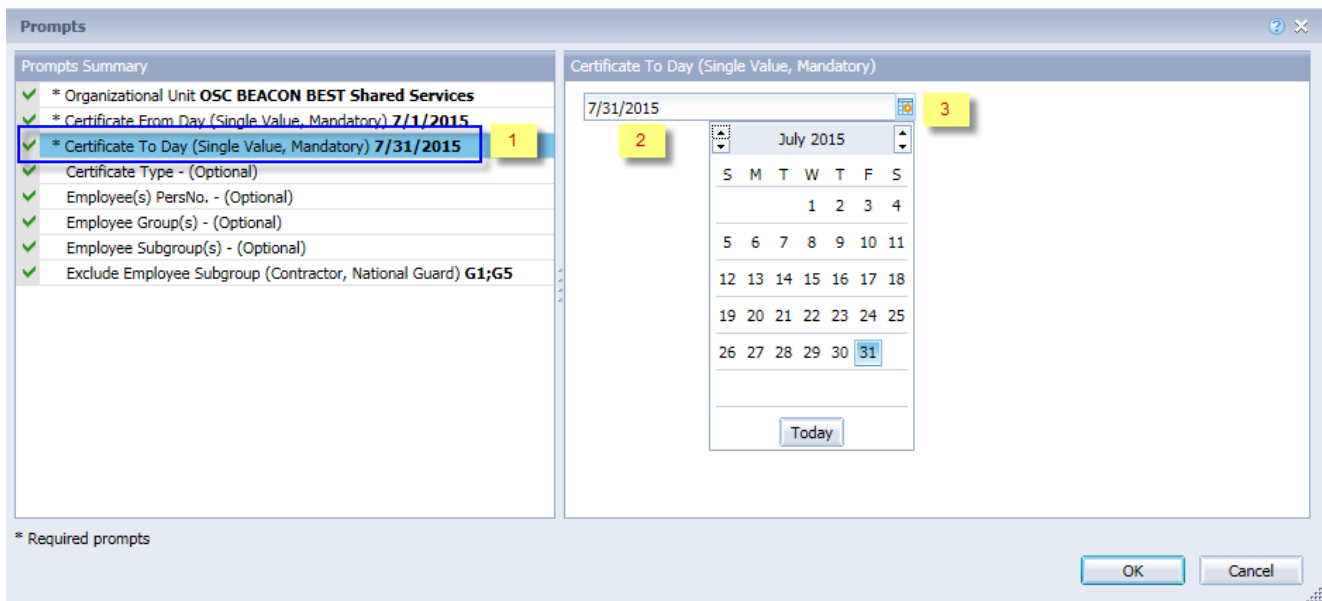 Prompts
Prompts Summary
* Organizational Unit OSC BEACON BEST Shared Services
* Certificate From Day (Single Value, Mandatory) 7/1/2015
* Certificate To Day (Single Value, Mandatory) 7/31/2015
1
Certificate Type - (Optional)
Employee(s) PersNo. - (Optional)
Employee Group(s) - (Optional)
Employee Subgroup(s) - (Optional)
Exclude Employee Subgroup (Contractor, National Guard) G1;G5
Certificate To Day (Single Value, Mandatory)
7/31/2015
3
2
July 2015
S M T W T F S
1 2 3 4
5 6 7 8 9 10 11
12 13 14 15 16 17 18
19 20 21 22 23 24 25
26 27 28 29 30 31
Today
* Required prompts
OK Cancel